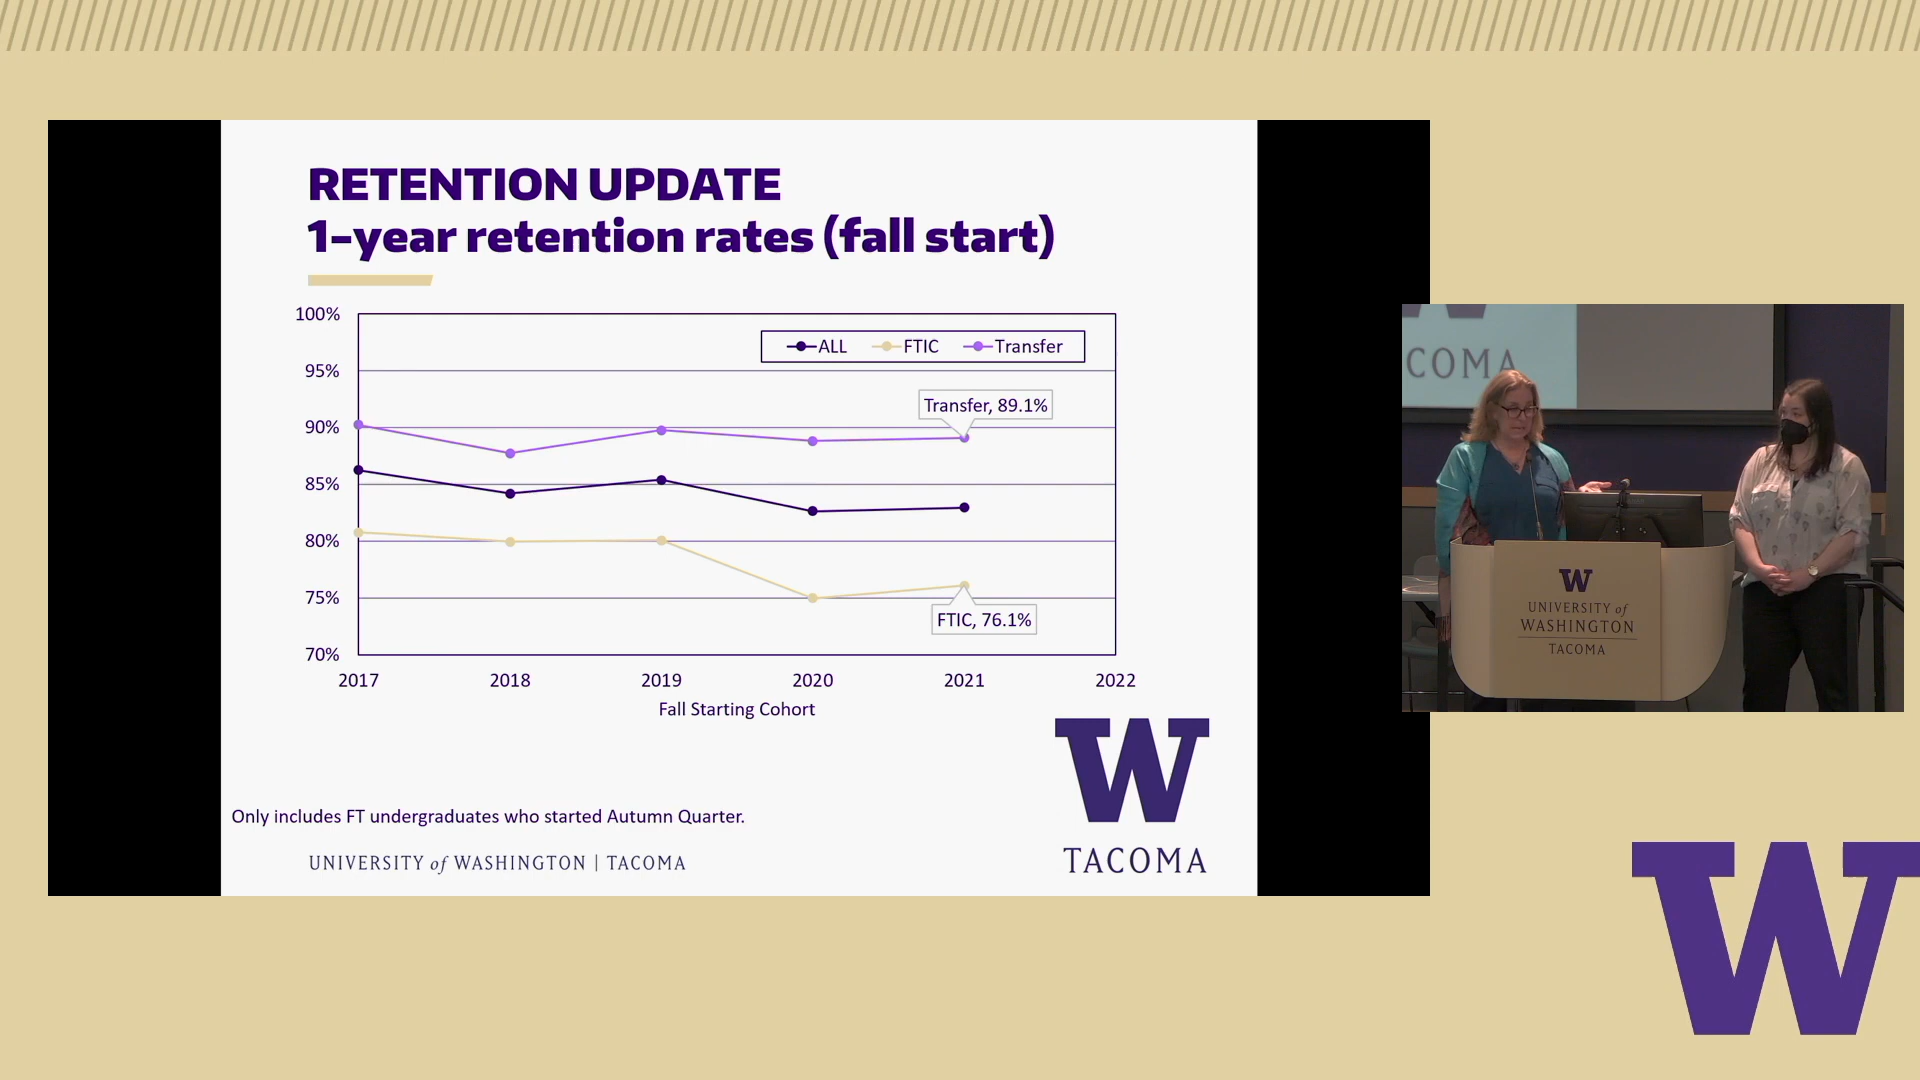 RETENTION UPDATE
1-year retention rates (fall start)
100%
95%
90%
85%
80%
75%
70%
ALL FTIC Transfer
Transfer, 89.1%
FTIC, 76.1%
2017 2018 2019 2020 2021 2022
Fall Starting Cohort
W
TACOMA
Only includes FT undergraduates who started Autumn Quarter.
UNIVERSITY of WASHINGTON | TACOMA
COMA
W
UNIVERSITY of
WASHINGTON
TACOMA
W